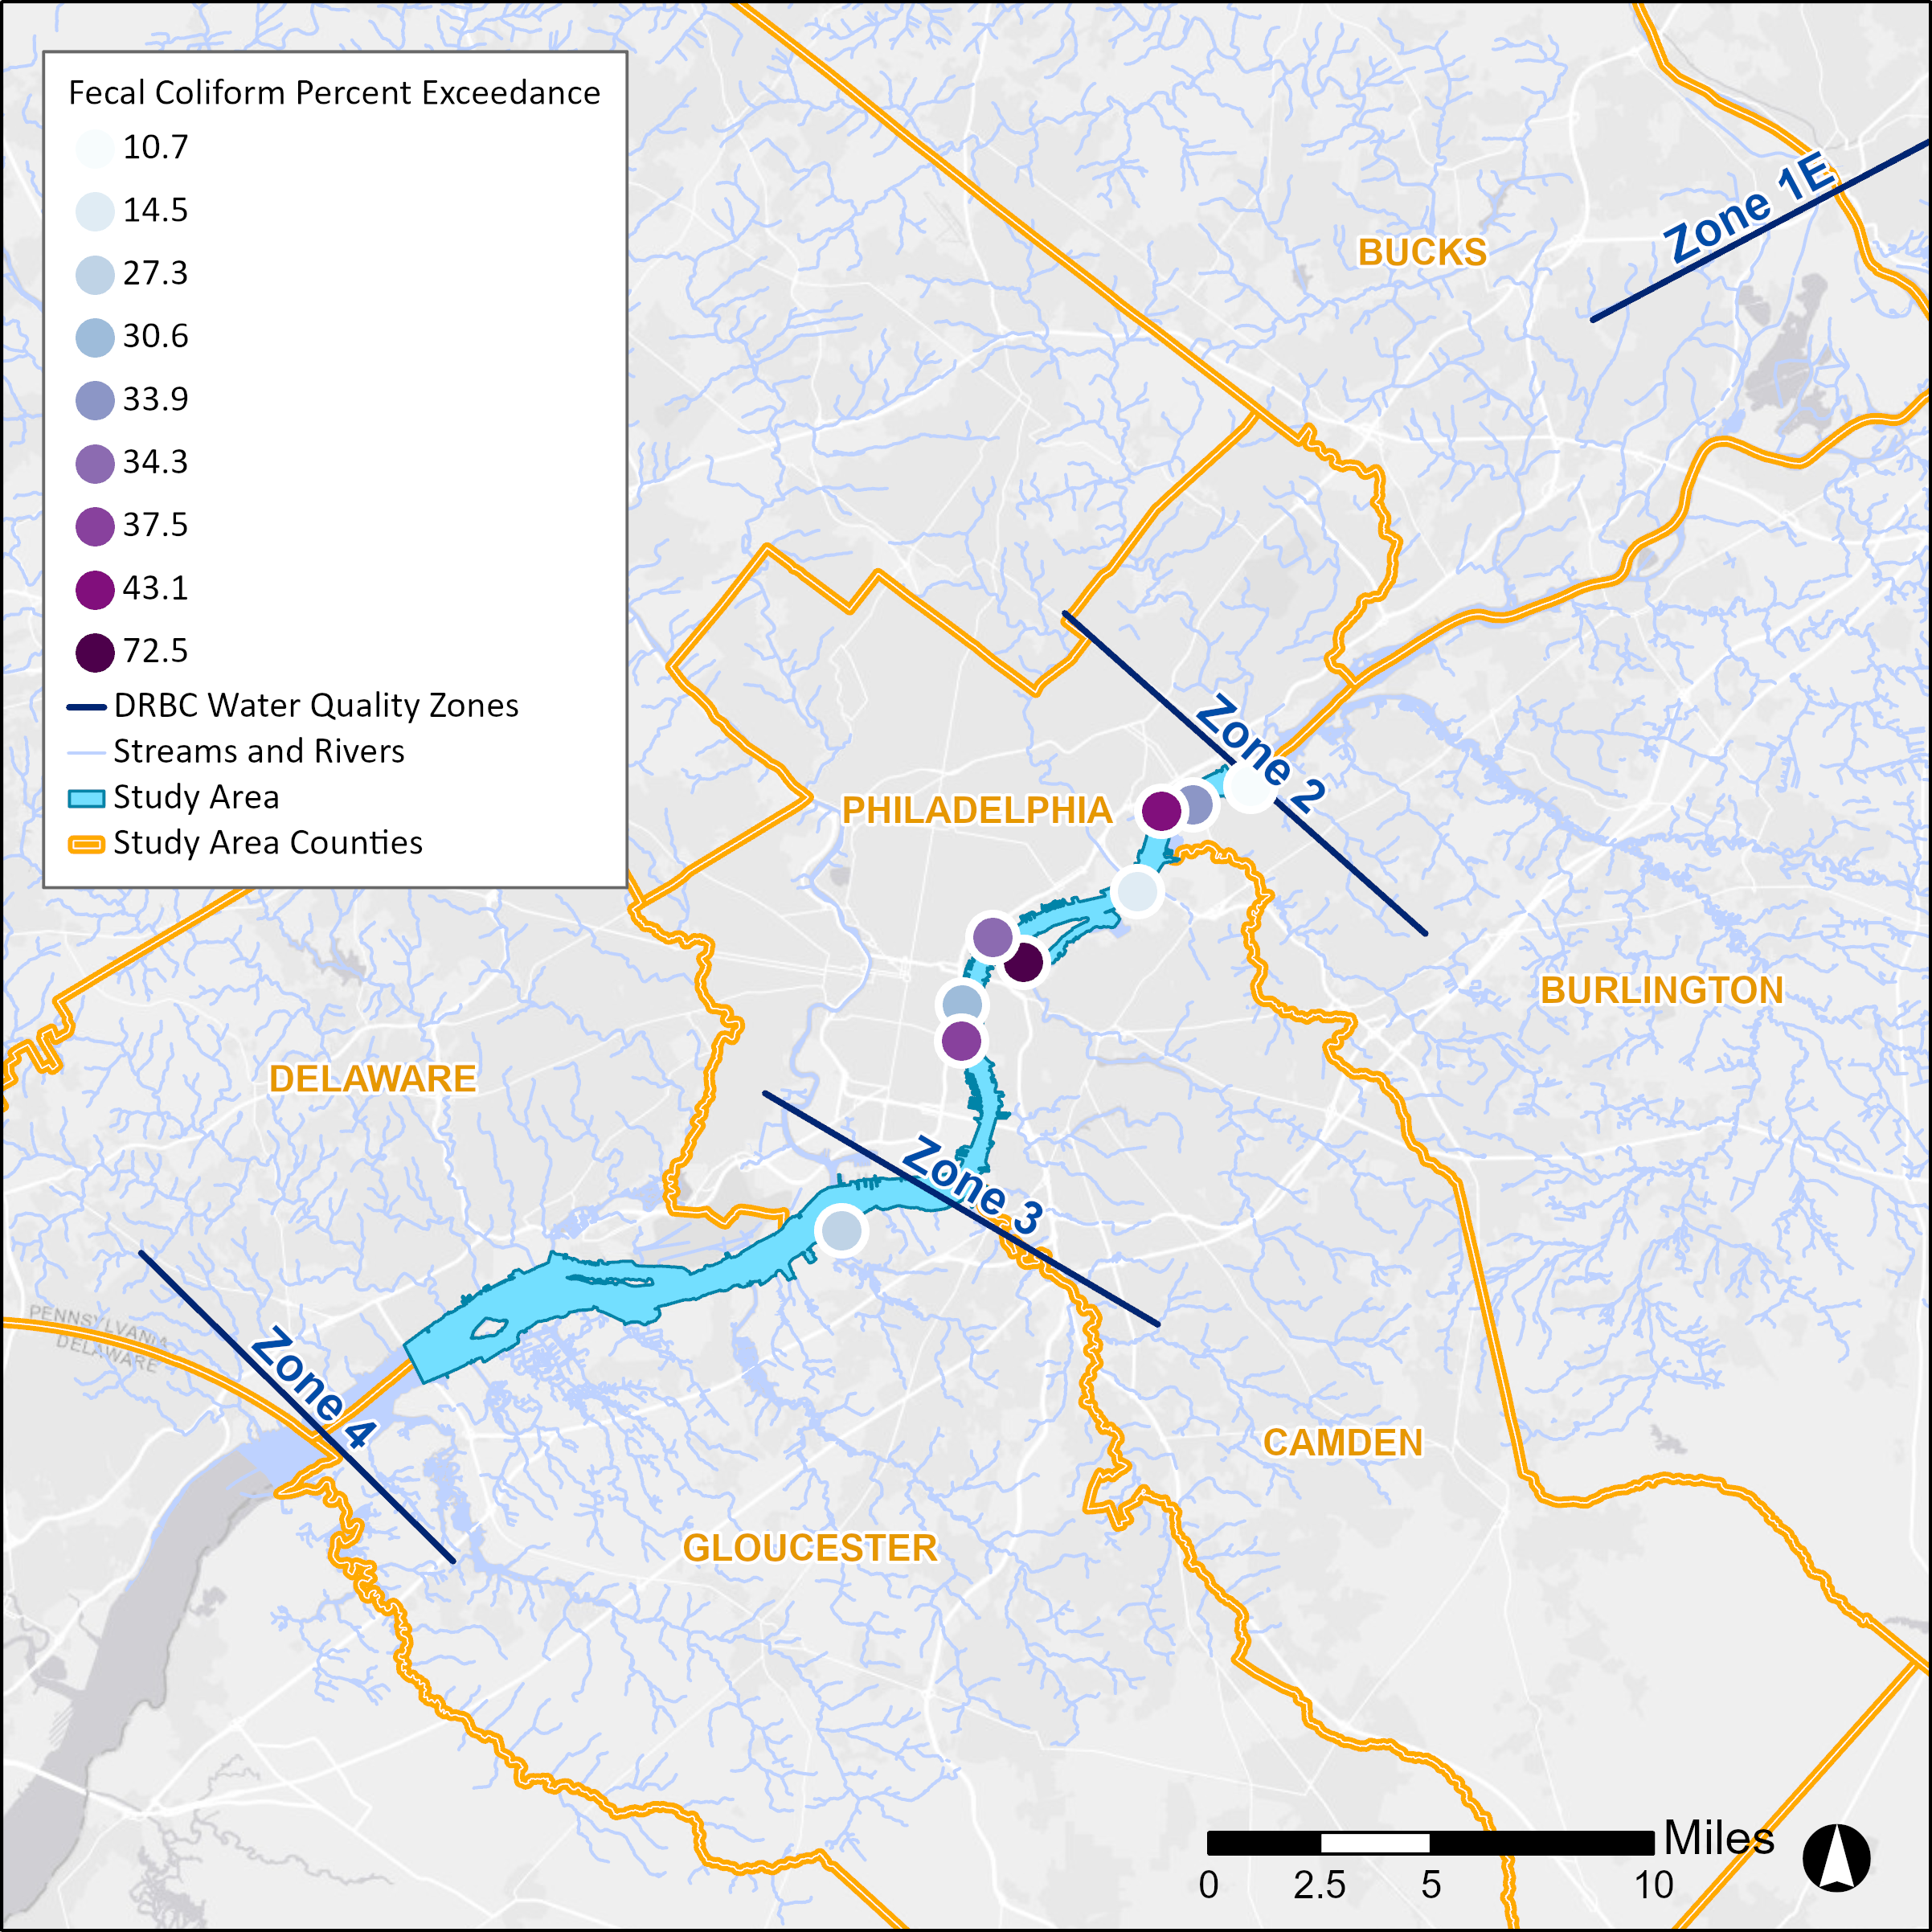 Fecal Coliform Percent Exceedance
10.7
14.5
27.3
30.6
33.9
34.3
37.5
43.1
72.5
DRBC Water Quality Zones
Streams and Rivers
Study Area
Study Area Counties
Zone 1E
BUCKS
Zone 2
PHILADELPHIA
BURLINGTON
DELAWARE
Zone 3
PENNSYLVANIA
DELAWARE
Zone 4
CAMDEN
GLOUCESTER
Miles
0 2.5 5 10